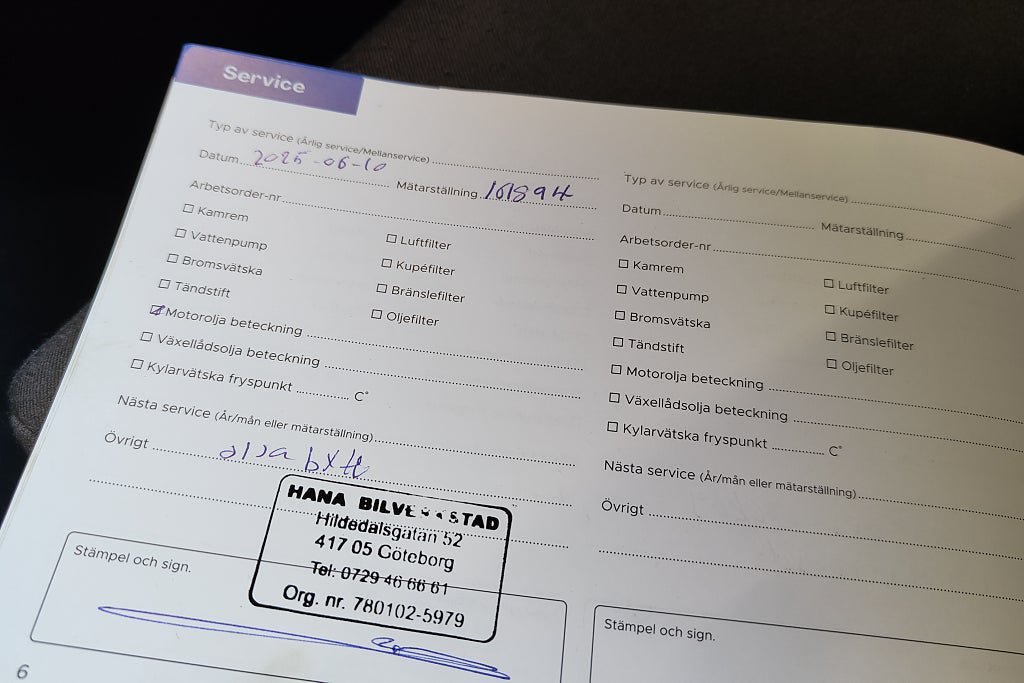 Service
Typ av service (Årlig service/Mellanservice)
Datum 2025-06-10 Mätarställning 101894
Arbetsorder-nr
Kamrem
Vattenpump Luftfilter
Bromsvätska Kupéfilter
Tändstift Bränslefilter
Motorolja beteckning Oljefilter
Växellådsolja beteckning
Kylarvätska fryspunkt C°
Nästa service (År/mån eller mätarställning)
Övrigt olja byte
HANA BILVERKSTAD
Hildedalsgatan 52
417 05 Göteborg
Tel: 0729 46 66 61
Org. nr. 780102-5979
Stämpel och sign.
6
Typ av service (Årlig service/Mellanservice)
Datum Mätarställning
Arbetsorder-nr
Kamrem Luftfilter
Vattenpump Kupéfilter
Bromsvätska Bränslefilter
Tändstift Oljefilter
Motorolja beteckning
Växellådsolja beteckning
Kylarvätska fryspunkt C°
Nästa service (År/mån eller mätarställning)
Övrigt
Stämpel och sign.